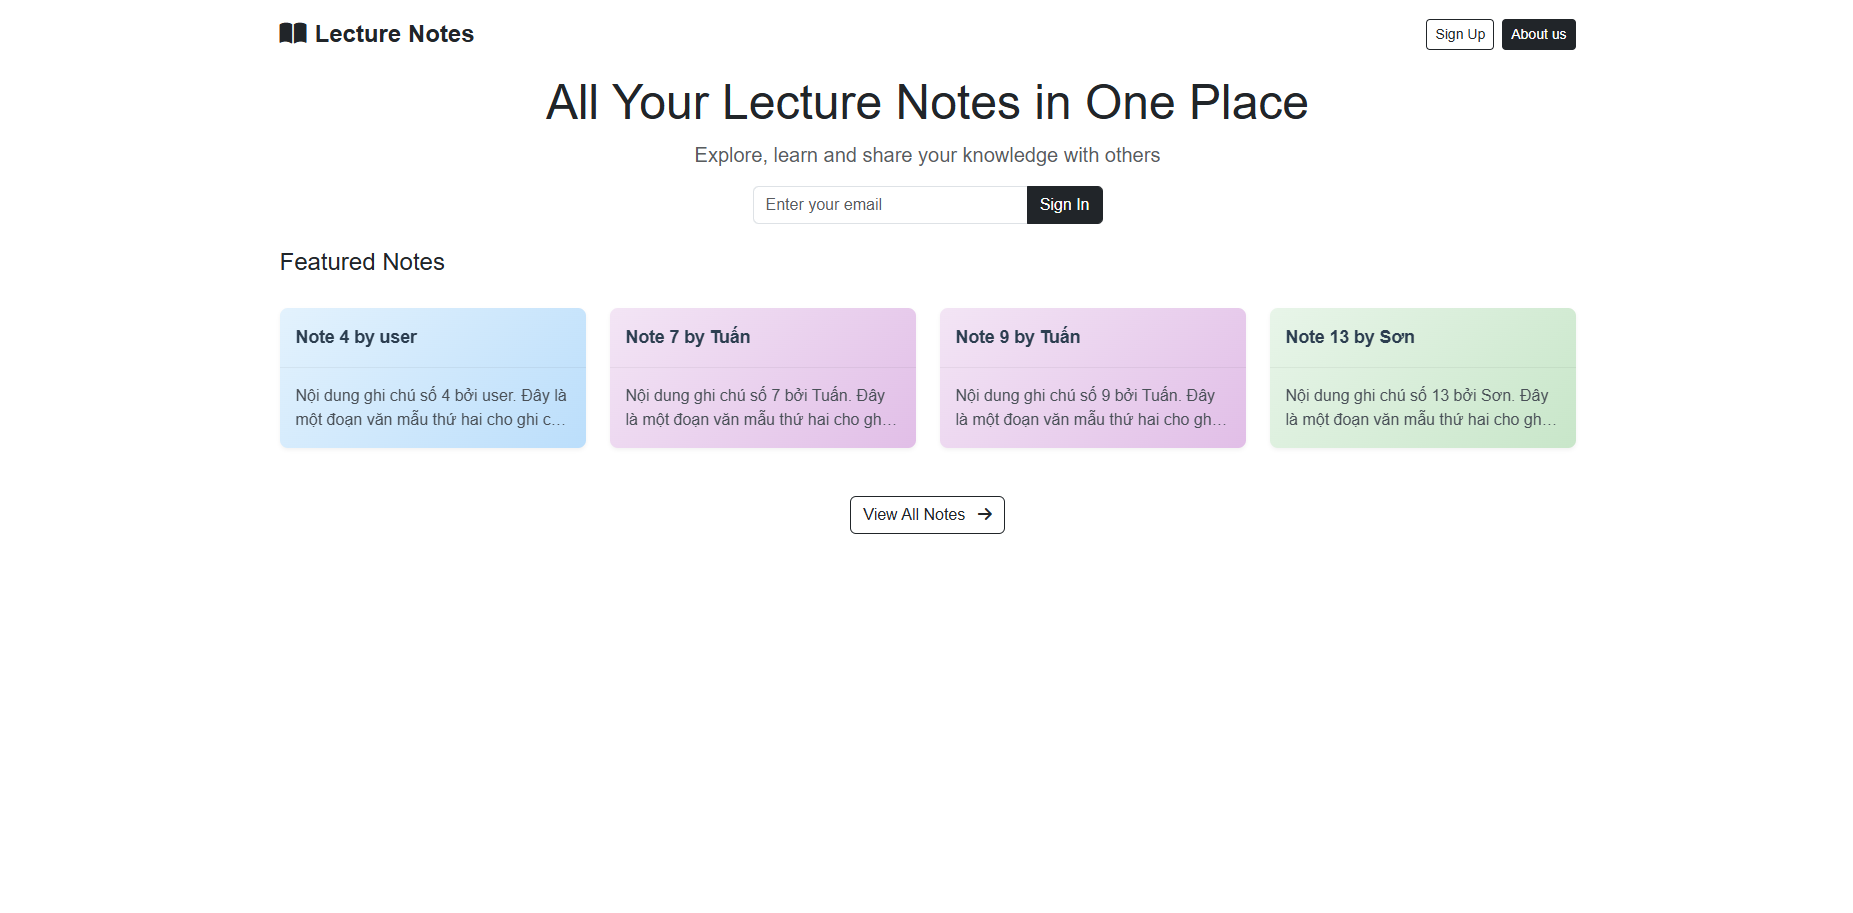 Lecture Notes
Sign Up
About us
All Your Lecture Notes in One Place
Explore, learn and share your knowledge with others
Enter your email
Sign In
Featured Notes
Note 4 by user
Nội dung ghi chú số 4 bởi user. Đây là
một đoạn văn mẫu thứ hai cho ghi c...
Note 7 by Tuấn
Nội dung ghi chú số 7 bởi Tuấn. Đây
là một đoạn văn mẫu thứ hai cho gh...
Note 9 by Tuấn
Nội dung ghi chú số 9 bởi Tuấn. Đây
là một đoạn văn mẫu thứ hai cho gh...
Note 13 by Sơn
Nội dung ghi chú số 13 bởi Sơn. Đây
là một đoạn văn mẫu thứ hai cho gh...
View All Notes